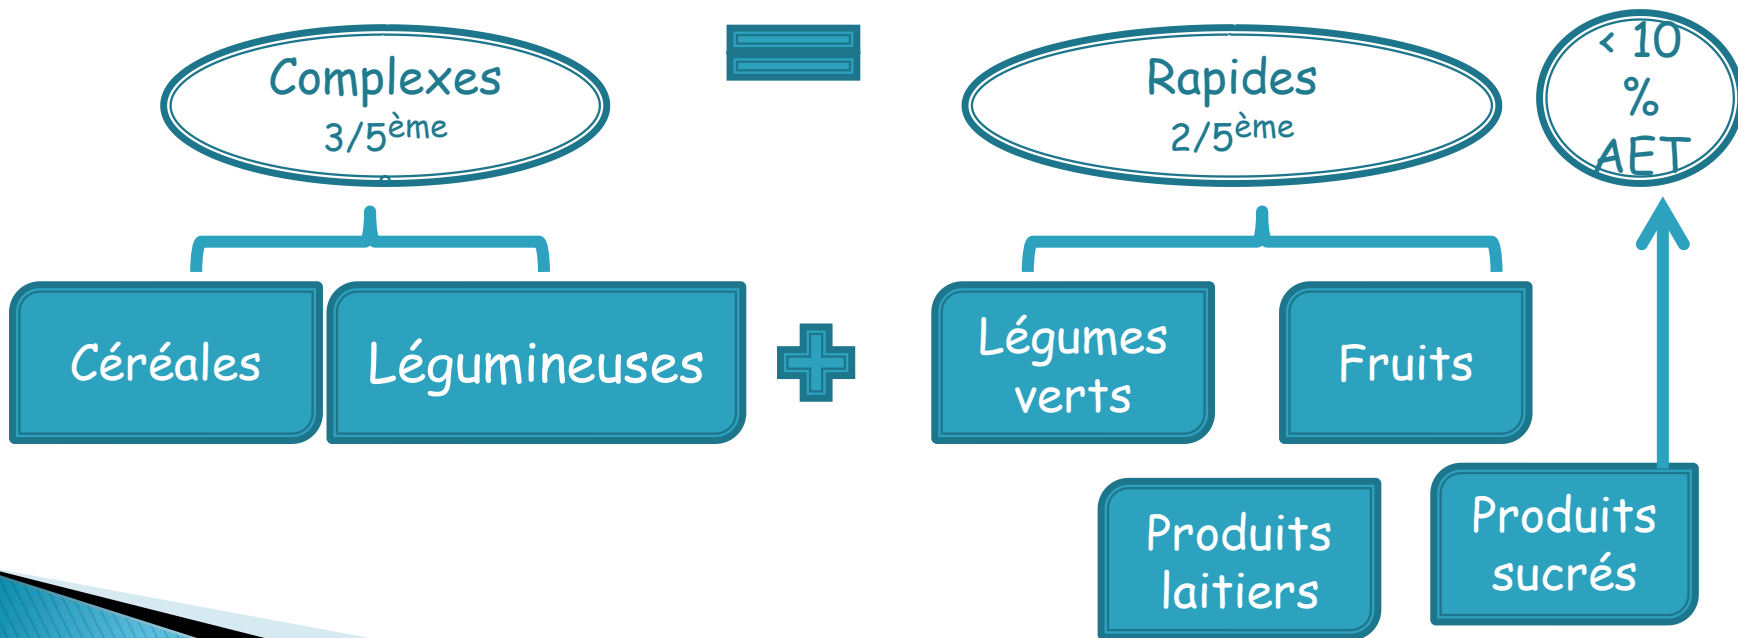 Complexes
3/5ème
Rapides
2/5ème
< 10
%
AET
Céréales
Légumineuses
Légumes
verts
Fruits
Produits
laitiers
Produits
sucrés